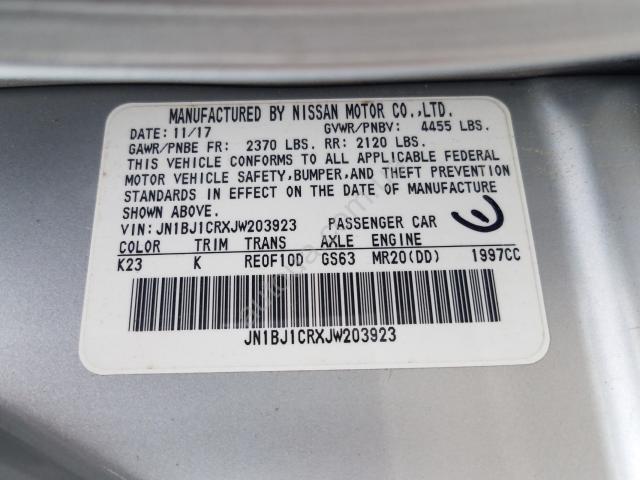 MANUFACTURED BY NISSAN MOTOR CO.,LTD.
DATE: 11/17 GVWR/PNBV: 4455 LBS.
GAWR/PNBE FR: 2370 LBS. RR: 2120 LBS.
THIS VEHICLE CONFORMS TO ALL APPLICABLE FEDERAL
MOTOR VEHICLE SAFETY,BUMPER,AND THEFT PREVENTION
STANDARDS IN EFFECT ON THE DATE OF MANUFACTURE
SHOWN ABOVE.
VIN: JN1BJ1CRXJW203923 PASSENGER CAR
COLOR TRIM TRANS AXLE ENGINE
K23 K RE0F10D GS63 MR20(DD) 1997CC
JN1BJ1CRXJW203923